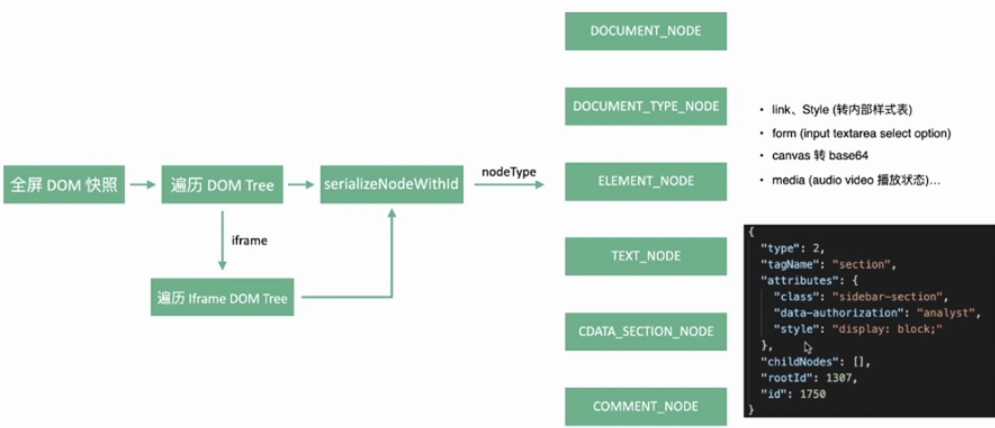 全屏 DOM 快照
遍历 DOM Tree
serializeNodeWithId
nodeType
iframe
遍历 Iframe DOM Tree
DOCUMENT_NODE
DOCUMENT_TYPE_NODE
ELEMENT_NODE
TEXT_NODE
CDATA_SECTION_NODE
COMMENT_NODE
• link、Style (转内部样式表)
• form (input textarea select option)
• canvas 转 base64
• media (audio video 播放状态)...
{
"type": 2,
"tagName": "section",
"attributes": {
"class": "sidebar-section",
"data-authorization": "analyst",
"style": "display: block;"
},
"childNodes": [],
"rootId": 1307,
"id": 1750
}